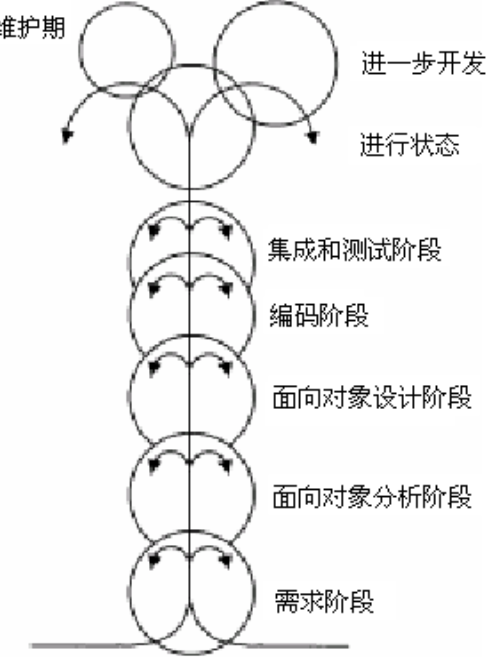 维护期
进一步开发
进行状态
集成和测试阶段
编码阶段
面向对象设计阶段
面向对象分析阶段
需求阶段